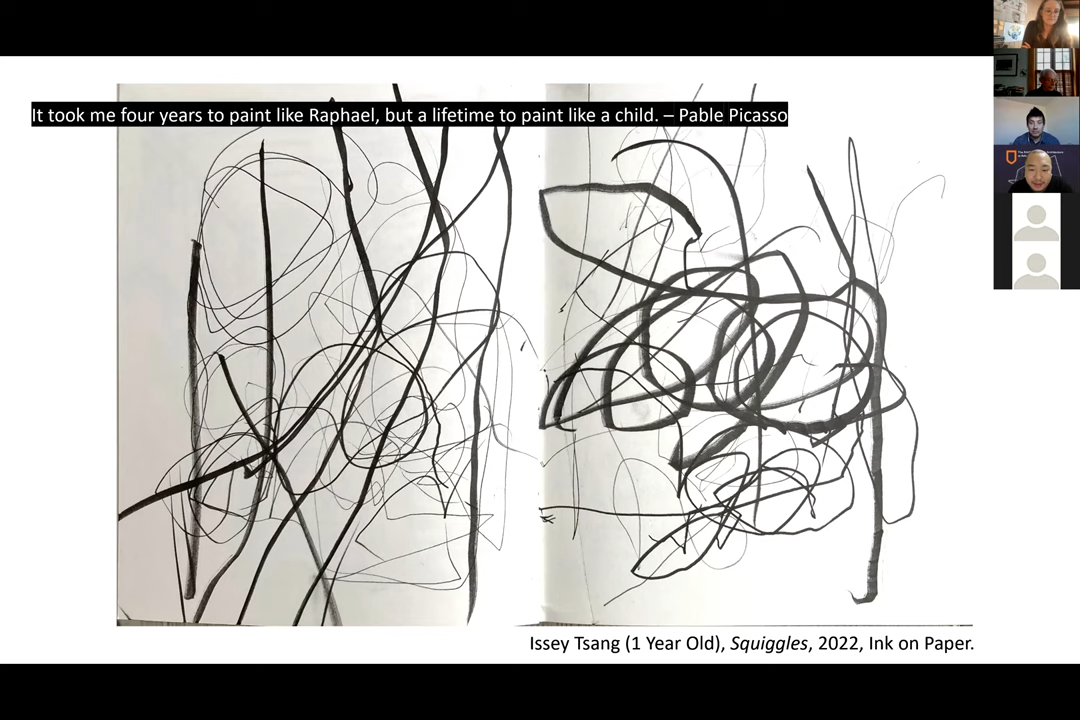 It took me four years to paint like Raphael, but a lifetime to paint like a child. – Pable Picasso
Issey Tsang (1 Year Old), Squiggles, 2022, Ink on Paper.